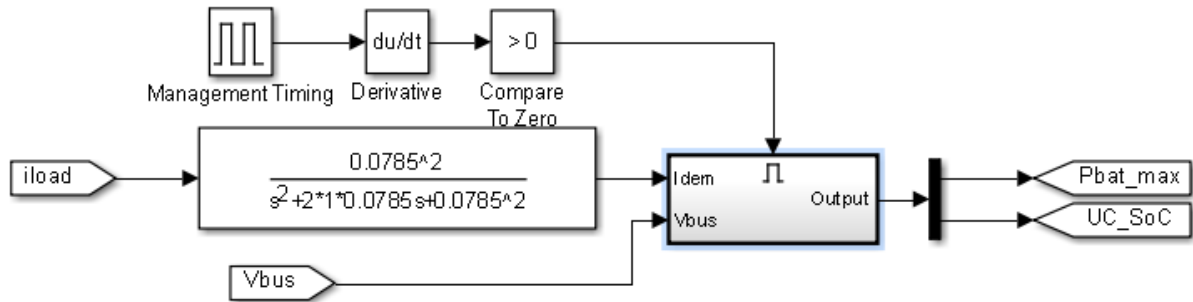 du/dt
> 0
Management Timing
Derivative
Compare
To Zero
iload
0.0785^2
s^2+2*1*0.0785s+0.0785^2
Idem
Vbus
Output
Pbat_max
UC_SoC
Vbus